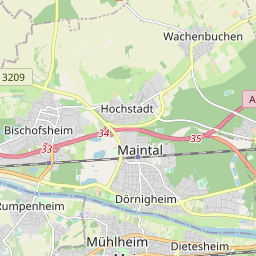 Wachenbuchen
3209
Hochstadt
A
Bischofsheim
34
35
33
Maintal
Dörnigheim
Rumpenheim
Mühlheim
Dietesheim